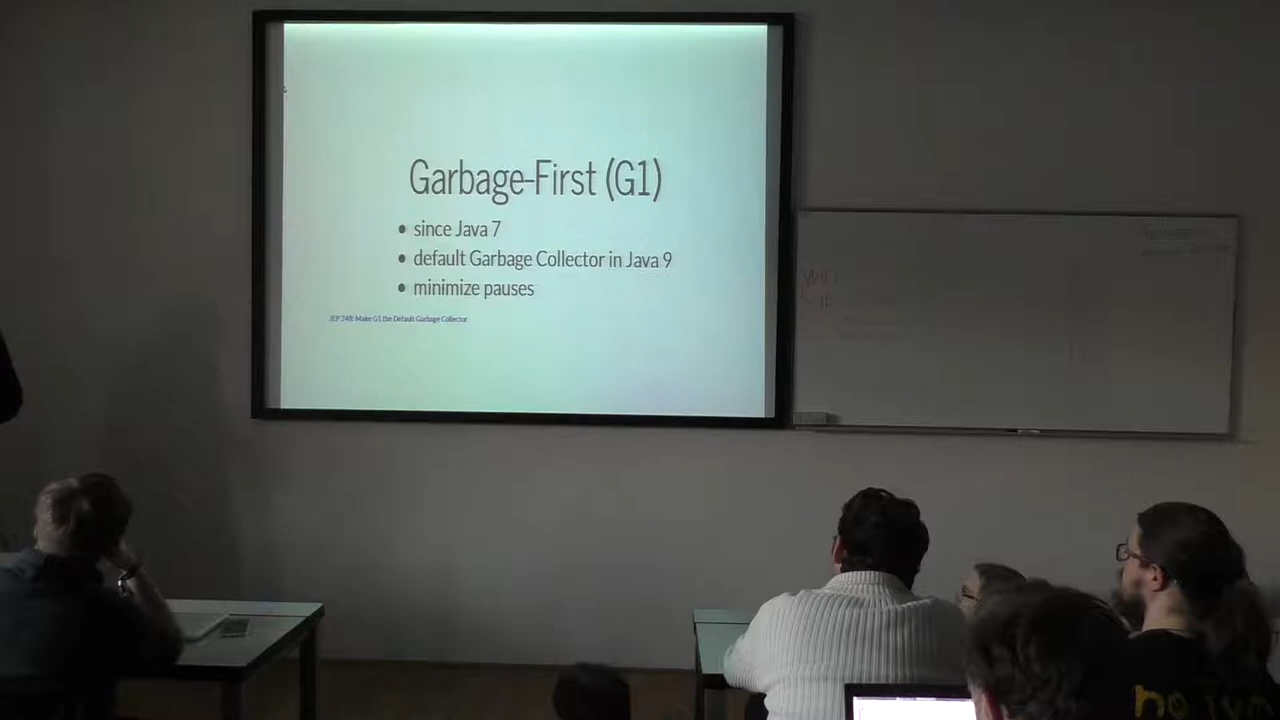 Garbage-First (G1)
• since Java 7
• default Garbage Collector in Java 9
• minimize pauses
JEP 248: Make G1 the Default Garbage Collector
no